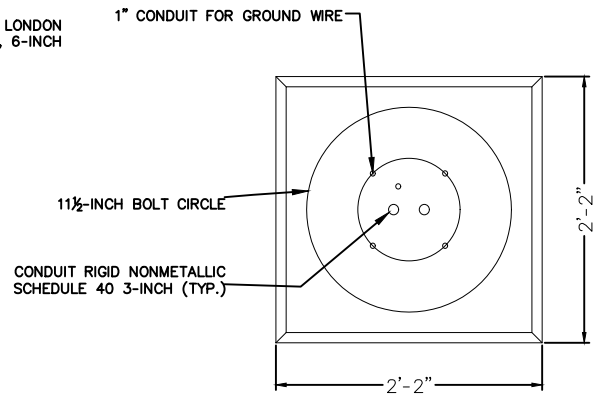 LONDON
, 6-INCH
1” CONDUIT FOR GROUND WIRE
11½-INCH BOLT CIRCLE
CONDUIT RIGID NONMETALLIC
SCHEDULE 40 3-INCH (TYP.)
2’-2”
2’-2”